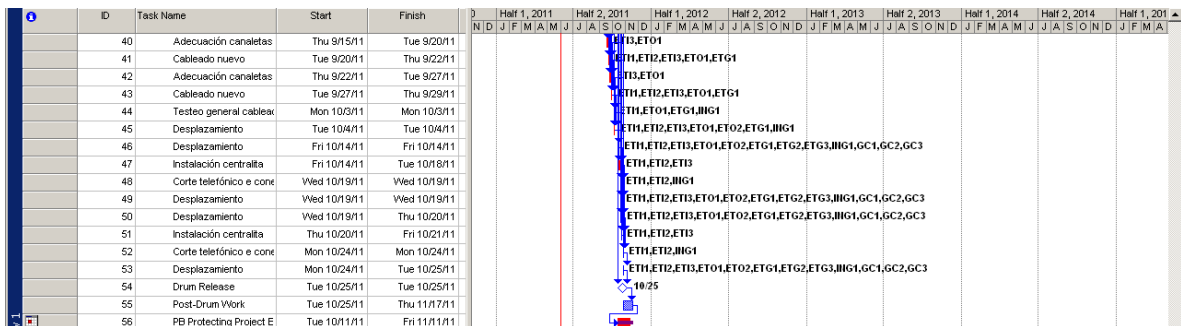 ID Task Name Start Finish Half 1, 2011 Half 2, 2011 Half 1, 2012 Half 2, 2012 Half 1, 2013 Half 2, 2013 Half 1, 2014 Half 2, 2014 Half 1, 201
N D J F M A M J J A S O N D J F M A M J J A S O N D J F M A M J J A S O N D J F M A M J J A S O N D J F M A
40 Adecuación canaletas Thu 9/15/11 Tue 9/20/11 ETI3,ETO1
41 Cableado nuevo Tue 9/20/11 Thu 9/22/11 ETI1,ETI2,ETI3,ETO1,ETG1
42 Adecuación canaletas Thu 9/22/11 Tue 9/27/11 ETI3,ETO1
43 Cableado nuevo Tue 9/27/11 Thu 9/29/11 ETI1,ETI2,ETI3,ETO1,ETG1
44 Testeo general cablead Mon 10/3/11 Mon 10/3/11 ETI1,ETO1,ETG1,ING1
45 Desplazamiento Tue 10/4/11 Tue 10/4/11 ETI1,ETI2,ETI3,ETO1,ETO2,ETG1,ING1
46 Desplazamiento Fri 10/14/11 Fri 10/14/11 ETI1,ETI2,ETI3,ETO1,ETO2,ETG1,ETG2,ETG3,ING1,GC1,GC2,GC3
47 Instalación centralita Fri 10/14/11 Tue 10/18/11 ETI1,ETI2,ETI3
48 Corte telefónico e cone Wed 10/19/11 Wed 10/19/11 ETI1,ETI2,ING1
49 Desplazamiento Wed 10/19/11 Wed 10/19/11 ETI1,ETI2,ETI3,ETO1,ETO2,ETG1,ETG2,ETG3,ING1,GC1,GC2,GC3
50 Desplazamiento Wed 10/19/11 Thu 10/20/11 ETI1,ETI2,ETI3,ETO1,ETO2,ETG1,ETG2,ETG3,ING1,GC1,GC2,GC3
51 Instalación centralita Thu 10/20/11 Fri 10/21/11 ETI1,ETI2,ETI3
52 Corte telefónico e cone Mon 10/24/11 Mon 10/24/11 ETI1,ETI2,ING1
53 Desplazamiento Mon 10/24/11 Tue 10/25/11 ETI1,ETI2,ETI3,ETO1,ETO2,ETG1,ETG2,ETG3,ING1,GC1,GC2,GC3
54 Drum Release Tue 10/25/11 Tue 10/25/11 10/25
55 Post-Drum Work Tue 10/25/11 Thu 11/17/11
56 PB Protecting Project E Tue 10/11/11 Fri 11/11/11